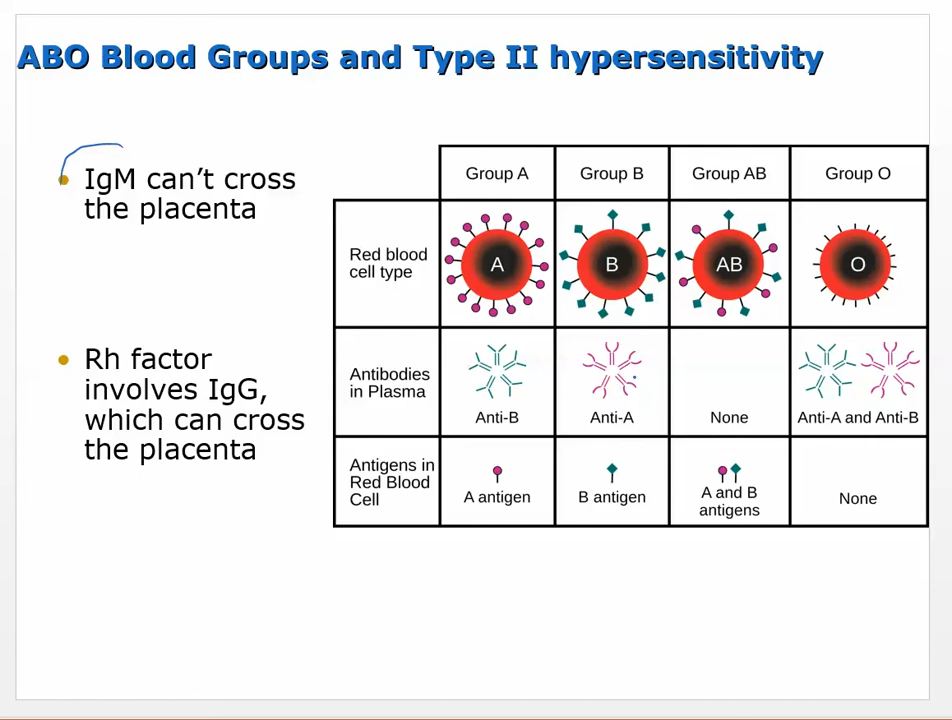 ABO Blood Groups and Type II hypersensitivity
• IgM can't cross
the placenta
• Rh factor
involves IgG,
which can cross
the placenta
Group A Group B Group AB Group O
Red blood
cell type
A B AB O
Antibodies
in Plasma
Anti-B Anti-A None Anti-A and Anti-B
Antigens in
Red Blood
Cell
A antigen B antigen A and B
antigens None